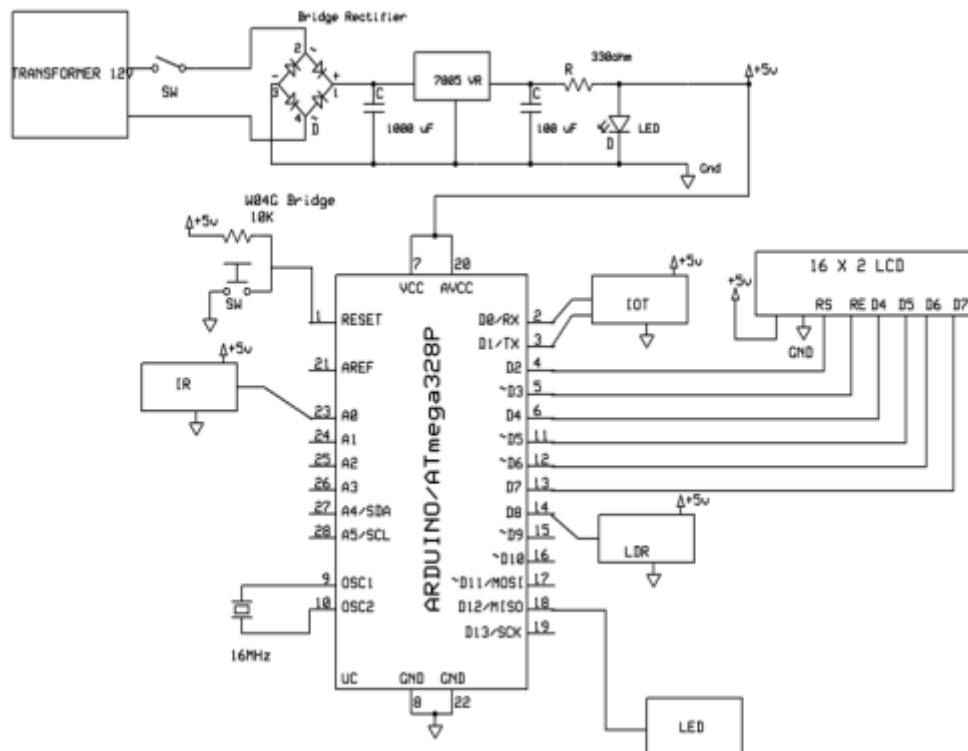 Bridge Rectifier
TRANSFORMER 12V
SW
2
~
-
3
+
1
4
~
D
C
1000 uF
7805 VR
C
100 uF
R
330ohm
D
LED
+5v
Gnd
W04G Bridge
10K
+5v
SW
7 20
VCC AVCC
1 RESET
21 AREF
+5v
IR
23 A0
24 A1
25 A2
26 A3
27 A4/SDA
28 A5/SCL
9 OSC1
10 OSC2
16MHz
UC
GND GND
8 22
ARDUINO/ATmega328P
D0/RX 2
D1/TX 3
D2 4
~D3 5
D4 6
~D5 11
~D6 12
D7 13
D8 14
~D9 15
~D10 16
~D11/MOSI 17
D12/MISO 18
D13/SCK 19
+5v
IOT
+5v
16 X 2 LCD
RS RE D4 D5 D6 D7
GND
+5v
LDR
LED